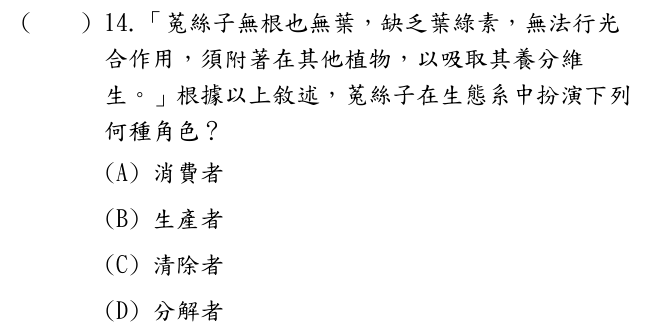 (　　) 14.「菟絲子無根也無葉，缺乏葉綠素，無法行光
合作用，須附著在其他植物，以吸取其養分維
生。」根據以上敘述，菟絲子在生態系中扮演下列
何種角色？
(A) 消費者
(B) 生產者
(C) 清除者
(D) 分解者